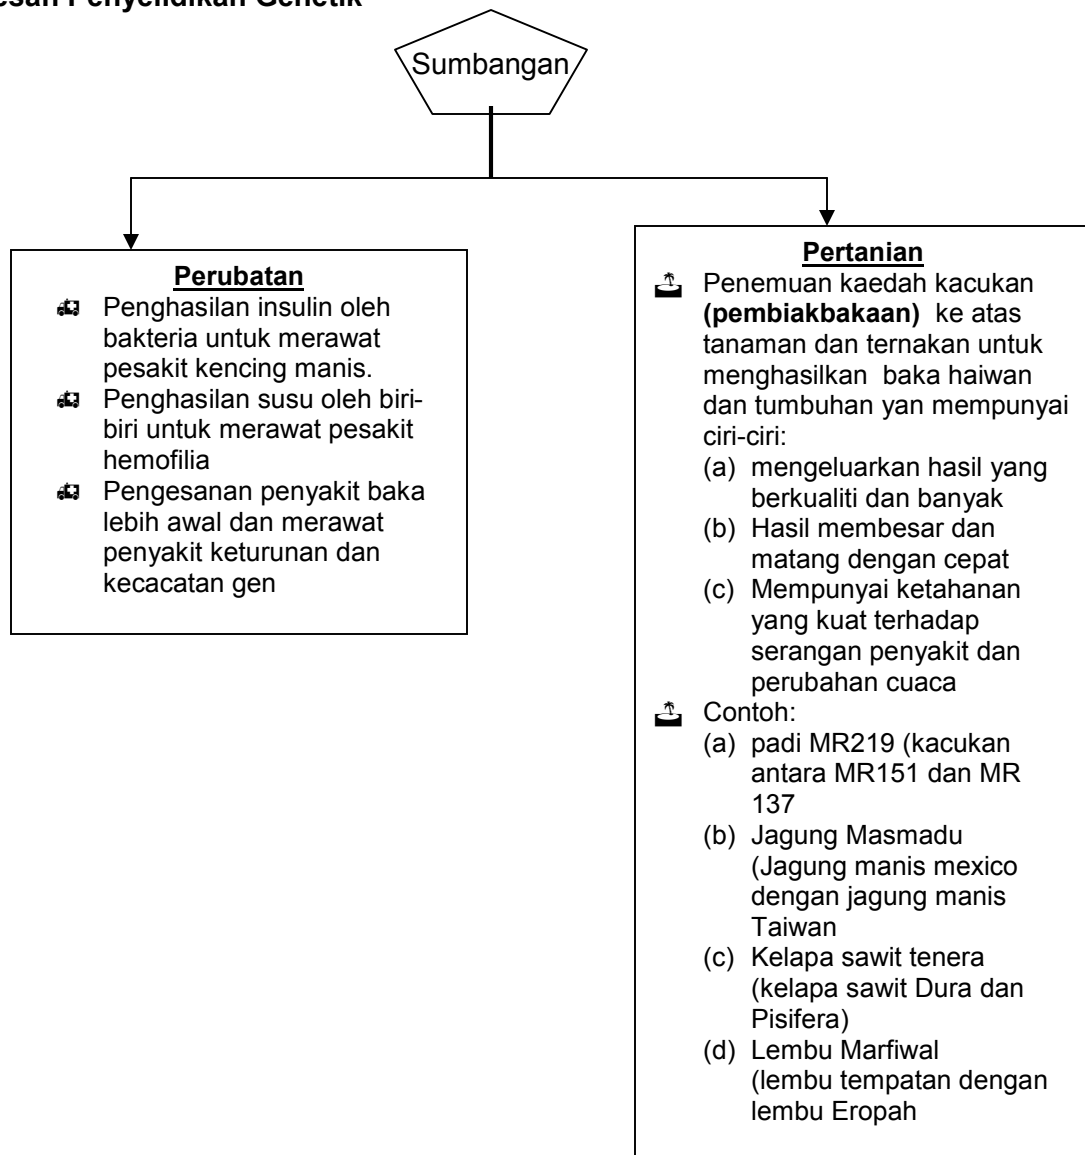 esan Penyelidikan Genetik
Sumbangan
Perubatan
Penghasilan insulin oleh
bakteria untuk merawat
pesakit kencing manis.
Penghasilan susu oleh biri-
biri untuk merawat pesakit
hemofilia
Pengesanan penyakit baka
lebih awal dan merawat
penyakit keturunan dan
kecacatan gen
Pertanian
Penemuan kaedah kacukan
(pembiakbakaan) ke atas
tanaman dan ternakan untuk
menghasilkan baka haiwan
dan tumbuhan yan mempunyai
ciri-ciri:
(a) mengeluarkan hasil yang
berkualiti dan banyak
(b) Hasil membesar dan
matang dengan cepat
(c) Mempunyai ketahanan
yang kuat terhadap
serangan penyakit dan
perubahan cuaca
Contoh:
(a) padi MR219 (kacukan
antara MR151 dan MR
137
(b) Jagung Masmadu
(Jagung manis mexico
dengan jagung manis
Taiwan
(c) Kelapa sawit tenera
(kelapa sawit Dura dan
Pisifera)
(d) Lembu Marfiwal
(lembu tempatan dengan
lembu Eropah